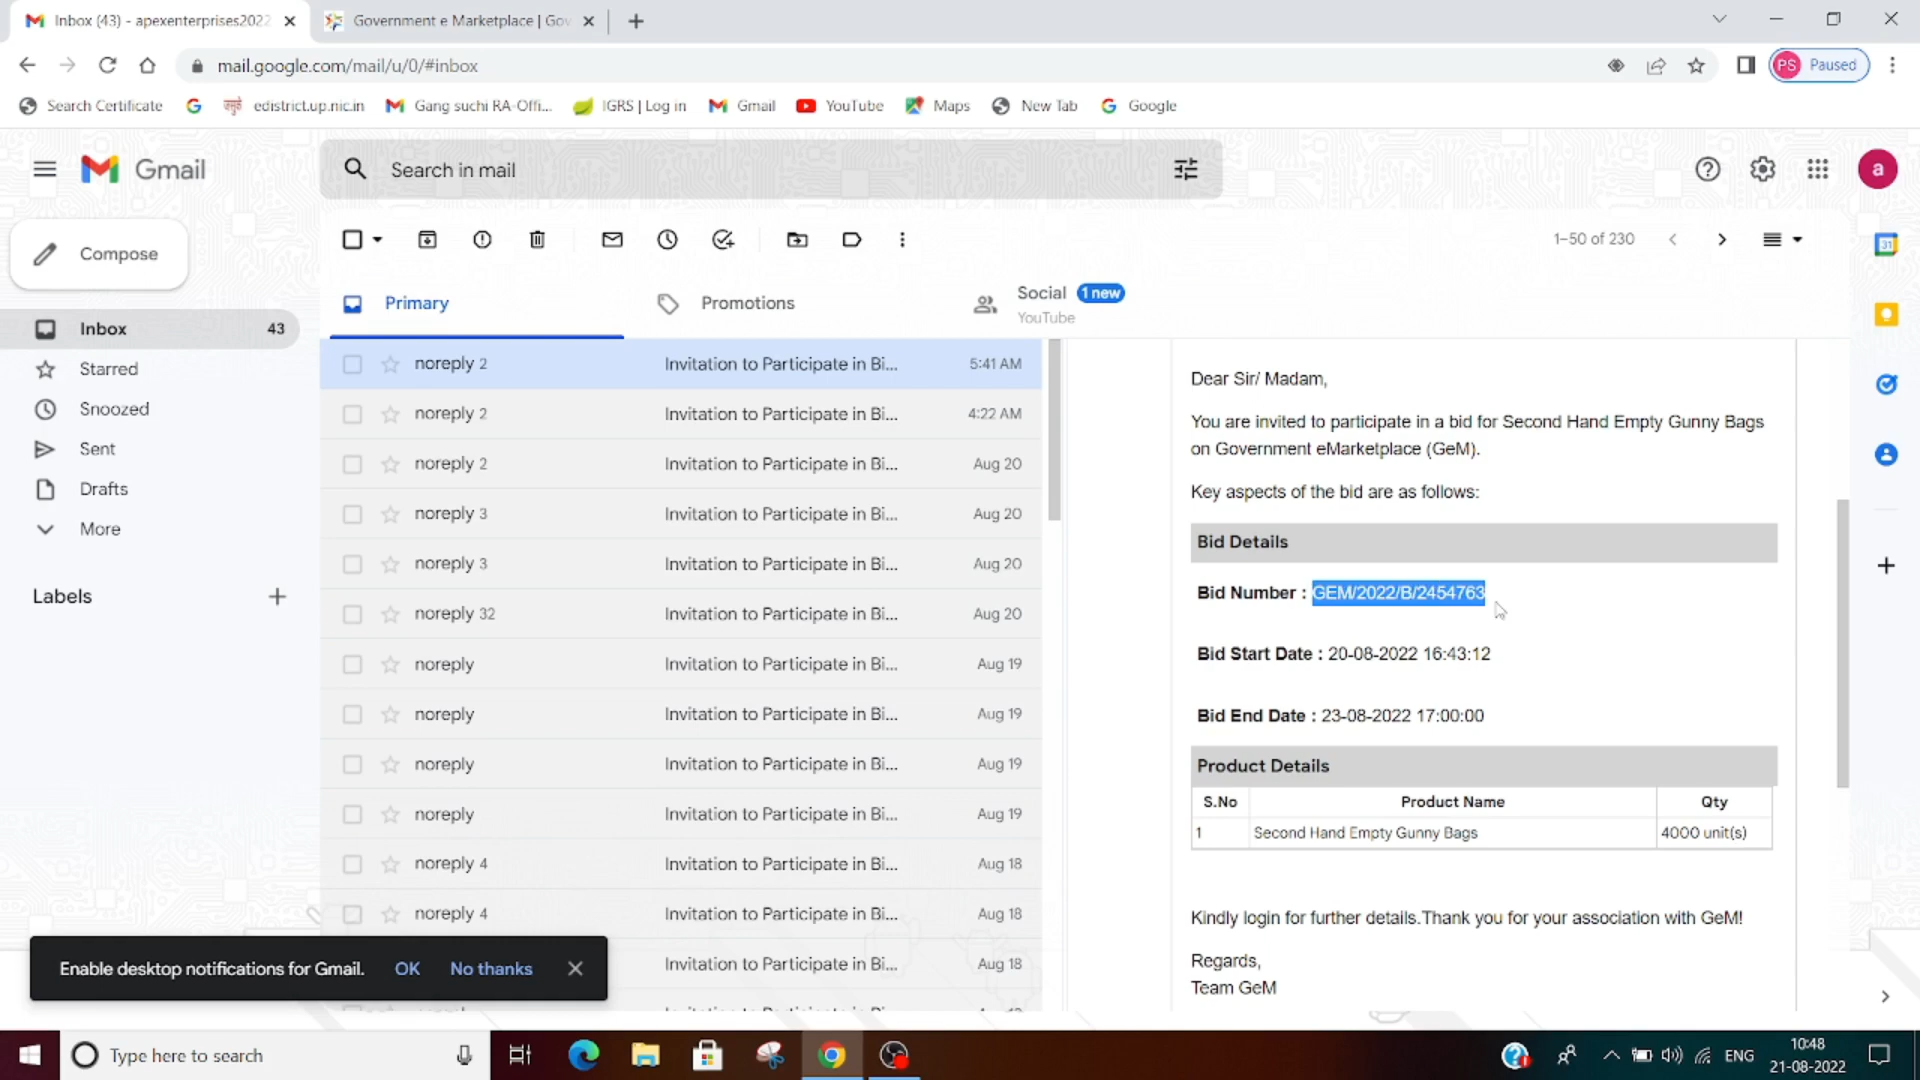 Inbox (43) - apexenterprises2022
Government e Marketplace | Gov
mail.google.com/mail/u/0/#inbox
PS Paused
Search Certificate
edistrict.up.nic.in
Gang suchi RA-Offi...
IGRS | Log in
Gmail
YouTube
Maps
New Tab
Google
Gmail
Search in mail
a
Compose
1–50 of 230
Primary
Promotions
Social 1 new
YouTube
Inbox 43
Starred
Snoozed
Sent
Drafts
More
Labels
noreply 2 Invitation to Participate in Bi... 5:41 AM
noreply 2 Invitation to Participate in Bi... 4:22 AM
noreply 2 Invitation to Participate in Bi... Aug 20
noreply 3 Invitation to Participate in Bi... Aug 20
noreply 3 Invitation to Participate in Bi... Aug 20
noreply 32 Invitation to Participate in Bi... Aug 20
noreply Invitation to Participate in Bi... Aug 19
noreply Invitation to Participate in Bi... Aug 19
noreply Invitation to Participate in Bi... Aug 19
noreply Invitation to Participate in Bi... Aug 19
noreply 4 Invitation to Participate in Bi... Aug 18
noreply 4 Invitation to Participate in Bi... Aug 18
Invitation to Participate in Bi... Aug 18
Dear Sir/ Madam,
You are invited to participate in a bid for Second Hand Empty Gunny Bags
on Government eMarketplace (GeM).
Key aspects of the bid are as follows:
Bid Details
Bid Number : GEM/2022/B/2454763
Bid Start Date : 20-08-2022 16:43:12
Bid End Date : 23-08-2022 17:00:00
Product Details
S.No Product Name Qty
1 Second Hand Empty Gunny Bags 4000 unit(s)
Kindly login for further details.Thank you for your association with GeM!
Regards,
Team GeM
31
Enable desktop notifications for Gmail. OK No thanks
Type here to search
ENG
10:48
21-08-2022